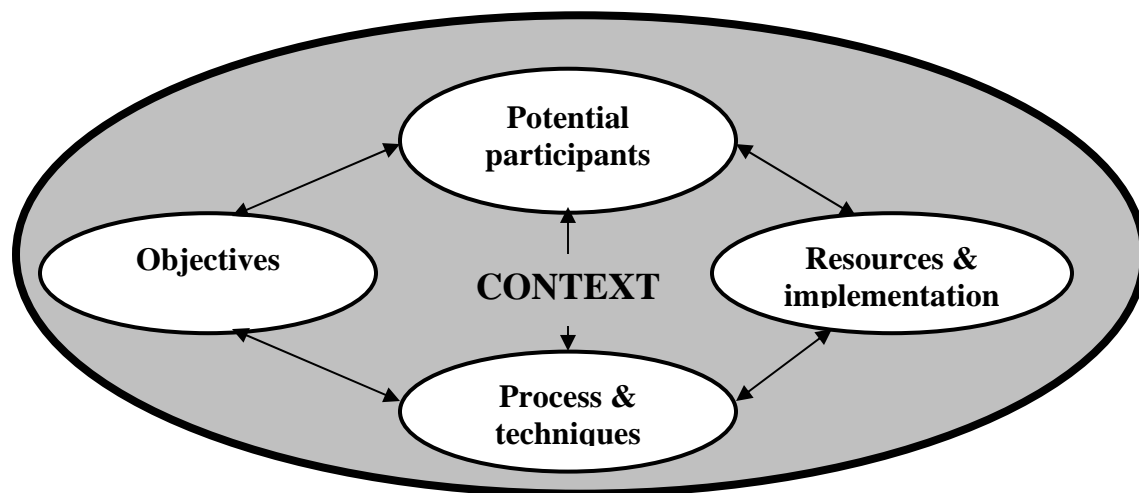 Potential
participants
Objectives
Resources &
implementation
CONTEXT
Process &
techniques